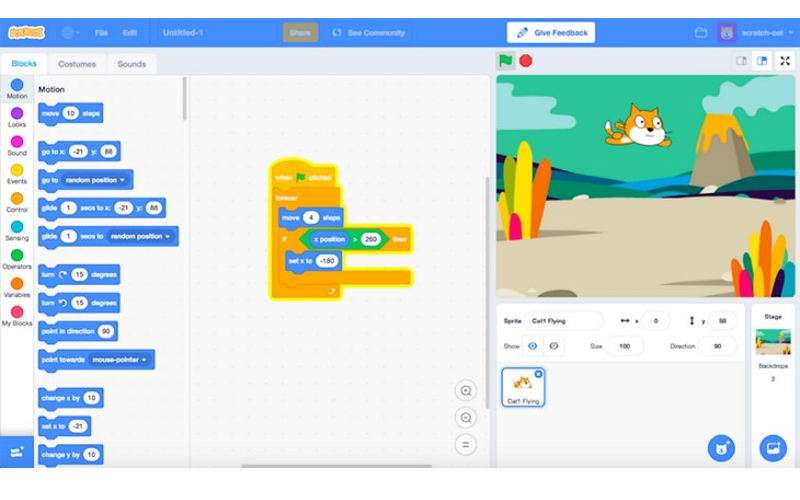 SCRATCH File Edit Untitled-1 Share See Community Give Feedback scratch-cat
Blocks Costumes Sounds
Motion
Looks
Sound
Events
Control
Sensing
Operators
Variables
My Blocks
Motion
move 10 steps
go to x: -21 y: 88
go to random position
glide 1 secs to x: -21 y: 88
glide 1 secs to random position
turn 15 degrees
turn 15 degrees
point in direction 90
point towards mouse-pointer
change x by 10
set x to -21
change y by 10
when clicked
forever
move 4 steps
if x position > 260 then
set x to -180
Sprite Cat1 Flying x 0 y 88
Show Size 100 Direction 90
Cat1 Flying
Stage
Backdrops
2